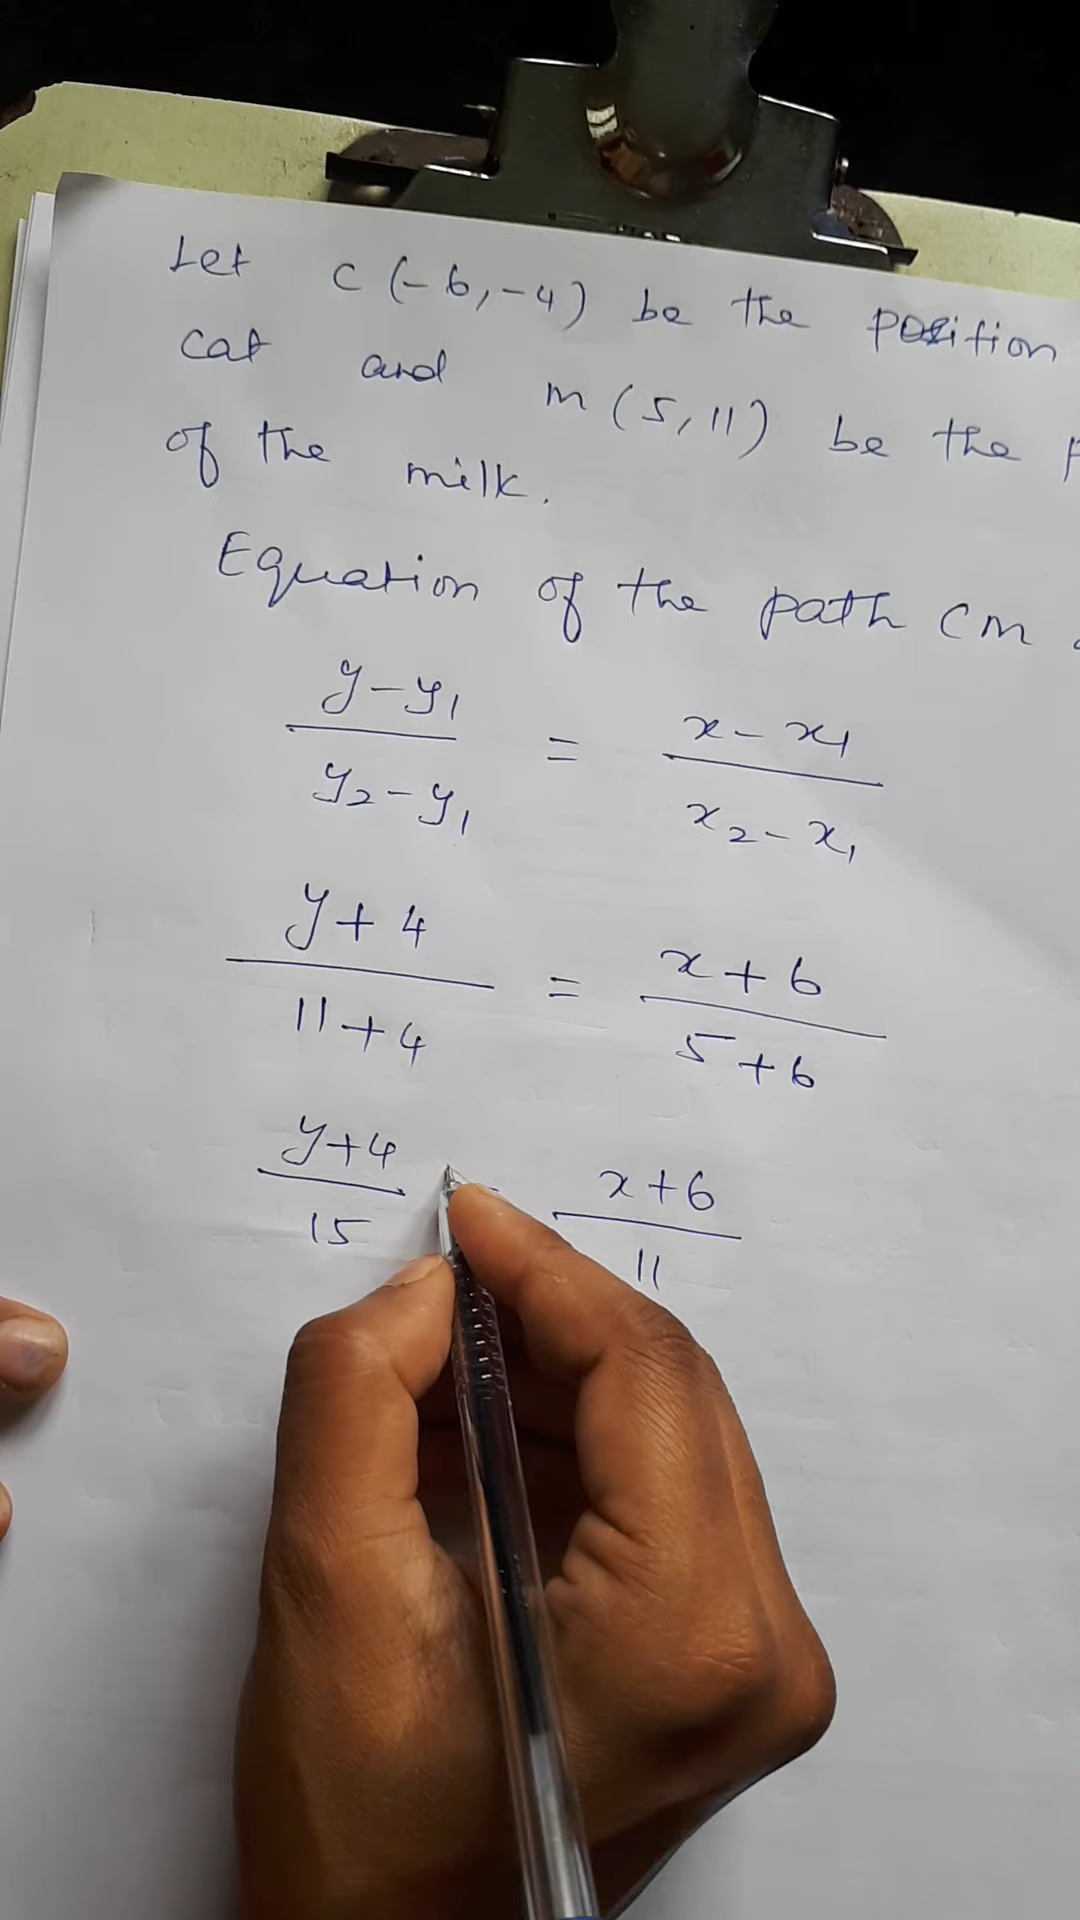 Let C(-6,-4) be the position
cat and m(5,11) be the
of the milk.
Equation of the path CM
y-y₁ / y₂-y₁ = x-x₁ / x₂-x₁
y+4 / 11+4 = x+6 / 5+6
y+4 / 15 = x+6 / 11